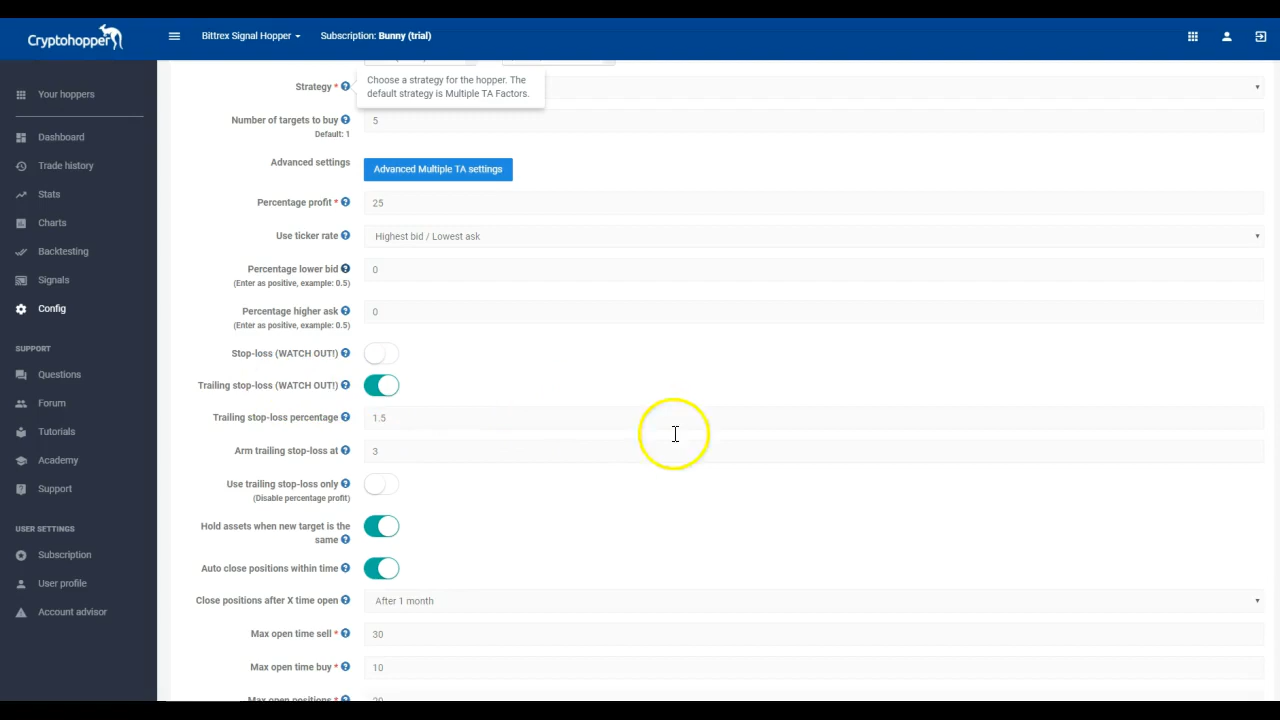 Cryptohopper
Bittrex Signal Hopper
Subscription: Bunny (trial)
Your hoppers
Dashboard
Trade history
Stats
Charts
Backtesting
Signals
Config
SUPPORT
Questions
Forum
Tutorials
Academy
Support
USER SETTINGS
Subscription
User profile
Account advisor
Strategy * ?
Choose a strategy for the hopper. The
default strategy is Multiple TA Factors.
Number of targets to buy ? 5
Default: 1
Advanced settings Advanced Multiple TA settings
Percentage profit * ? 25
Use ticker rate ? Highest bid / Lowest ask
Percentage lower bid ? 0
(Enter as positive, example: 0.5)
Percentage higher ask ? 0
(Enter as positive, example: 0.5)
Stop-loss (WATCH OUT!) ?
Trailing stop-loss (WATCH OUT!) ?
Trailing stop-loss percentage ? 1.5
Arm trailing stop-loss at ? 3
Use trailing stop-loss only ?
(Disable percentage profit)
Hold assets when new target is the
same ?
Auto close positions within time ?
Close positions after X time open ? After 1 month
Max open time sell * ? 30
Max open time buy * ? 10
Max open positions * ? 20